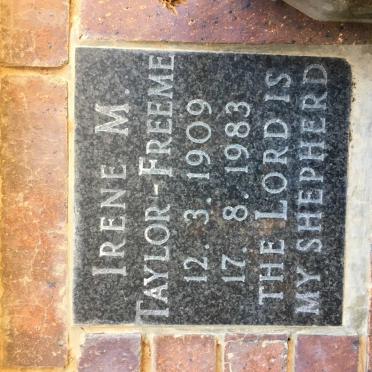 IRENE M.
TAYLOR-FREEME
12. 3. 1909
17. 8. 1983
THE LORD IS
MY SHEPHERD